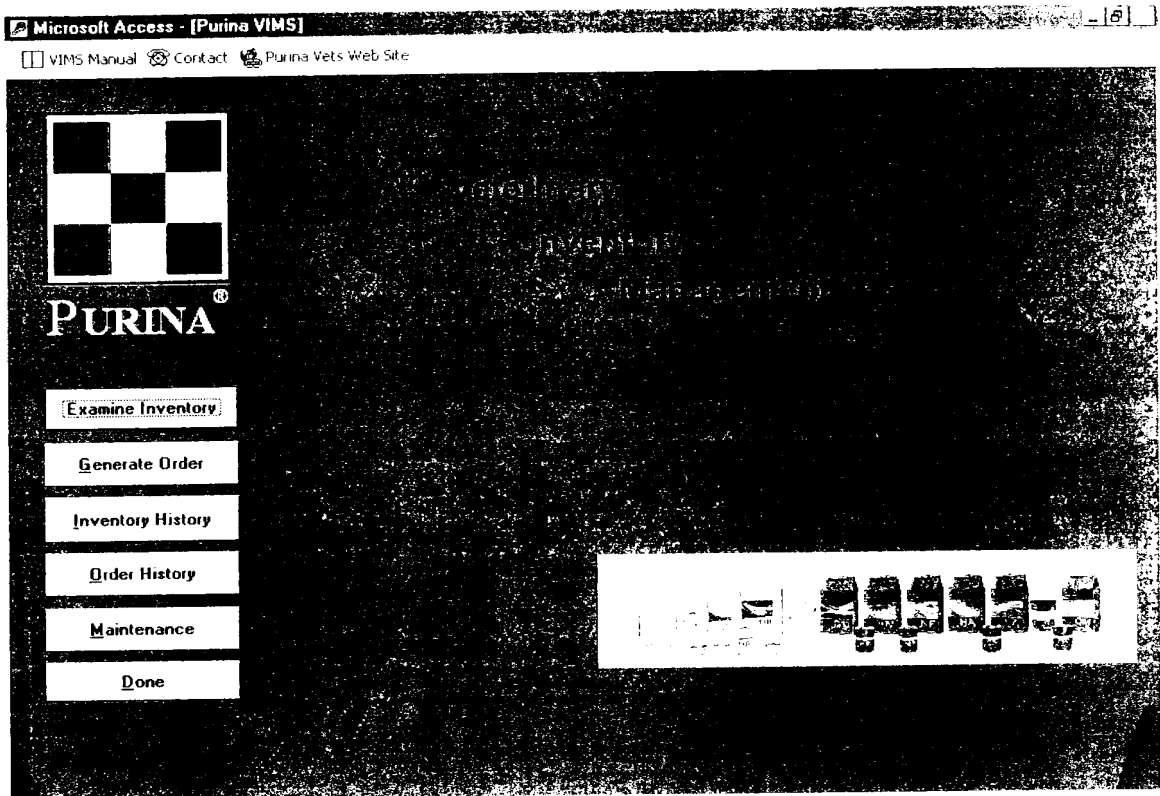 Microsoft Access - [Purina VIMS]
VIMS Manual Contact Purina Vets Web Site
PURINA®
Examine Inventory
Generate Order
Inventory History
Order History
Maintenance
Done